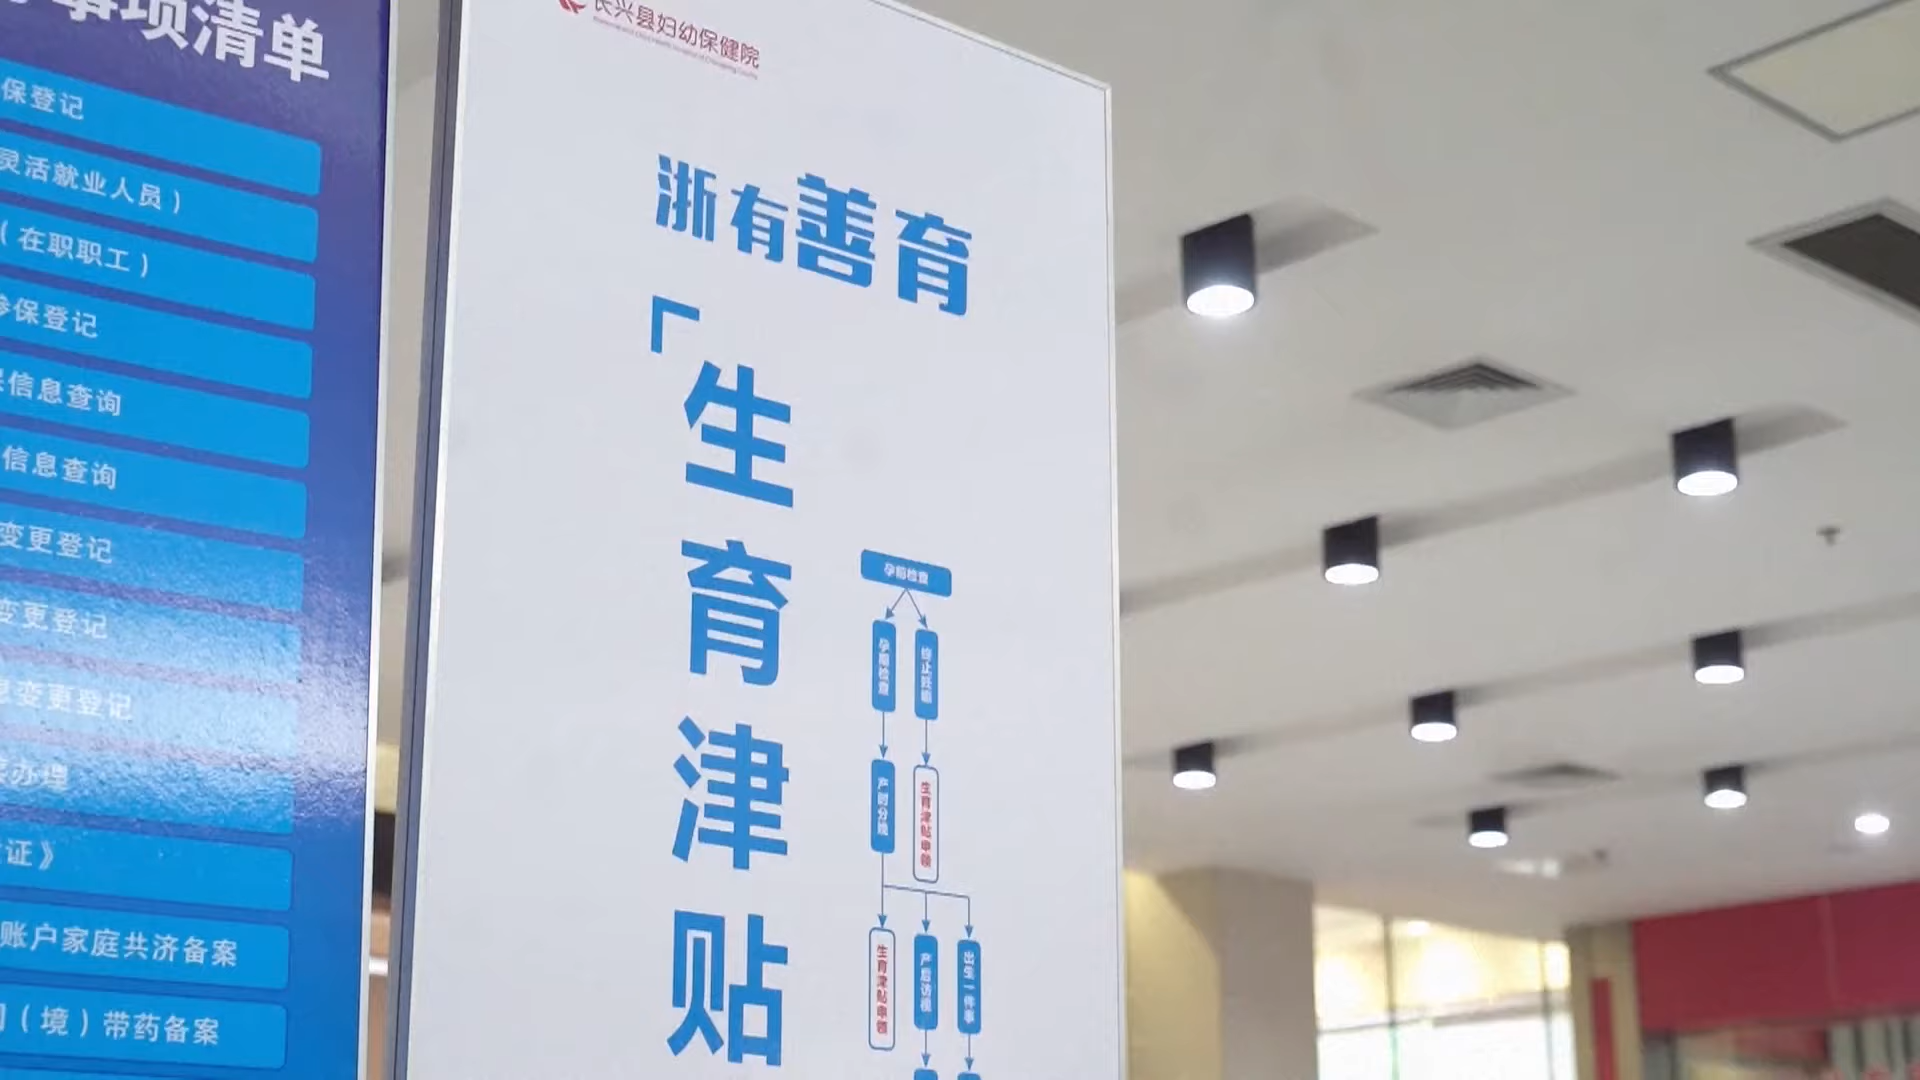 事项清单
保登记
灵活就业人员）
（在职职工）
参保登记
信息查询
信息查询
变更登记
变更登记
息变更登记
办理
证》
账户家庭共济备案
（境）带药备案
长兴县妇幼保健院
浙有善育
「生育津贴
孕前检查
孕期检查
终止妊娠
产时分娩
生育津贴申领
生育津贴申领
产后访视
出生一件事